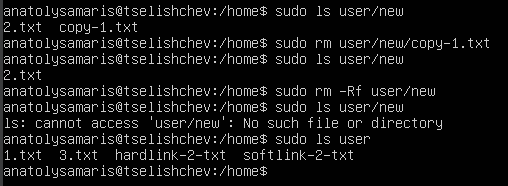 anatolysamaris@tselishchev:/home$ sudo ls user/new
2.txt  copy-1.txt
anatolysamaris@tselishchev:/home$ sudo rm user/new/copy-1.txt
anatolysamaris@tselishchev:/home$ sudo ls user/new
2.txt
anatolysamaris@tselishchev:/home$ sudo rm -Rf user/new
anatolysamaris@tselishchev:/home$ sudo ls user/new
ls: cannot access 'user/new': No such file or directory
anatolysamaris@tselishchev:/home$ sudo ls user
1.txt  3.txt  hardlink-2-txt  softlink-2-txt
anatolysamaris@tselishchev:/home$